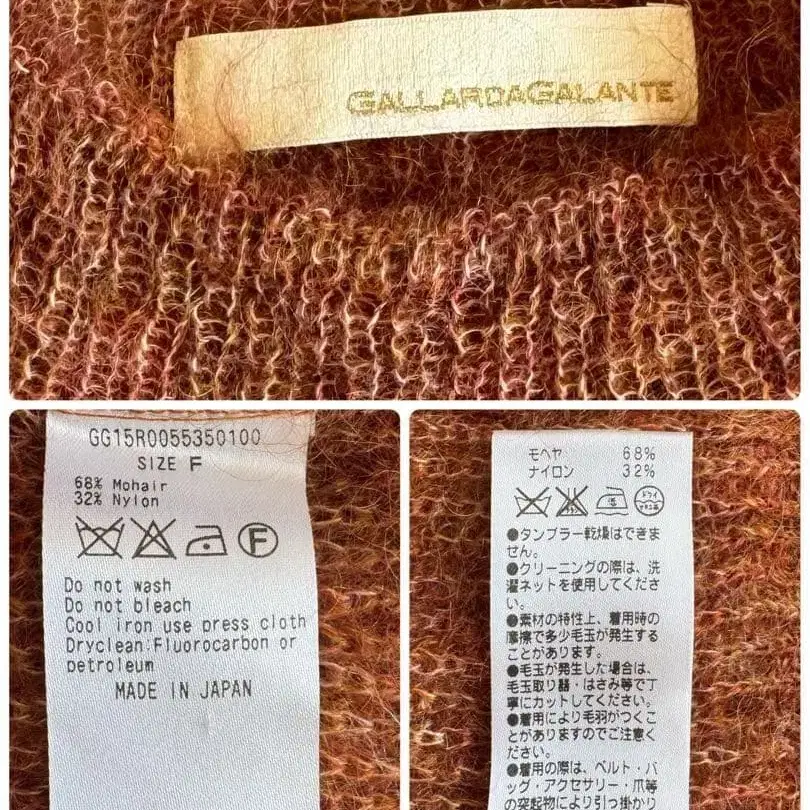 GALLARDAGALANTE
GG15R0055350100
SIZE F
68% Mohair
32% Nylon
F
Do not wash
Do not bleach
Cool iron use press cloth
Dryclean:Fluorocarbon or
petroleum
MADE IN JAPAN
モヘヤ 68%
ナイロン 32%
ドライ
●タンブラー乾燥はできま
せん。
●クリーニングの際は、洗
濯ネットを使用してくださ
い。
●素材の特性上、着用時の
摩擦で多少毛玉が発生する
ことがあります。
●毛玉が発生した場合は、
毛玉取り器・はさみ等で丁
寧にカットしてください。
●着用により毛羽がつくこ
とがありますのでご注意く
ださい。
●着用の際は、ベルト・バ
ッグ・アクセサリー・爪等
の突起物により引っ掛かり